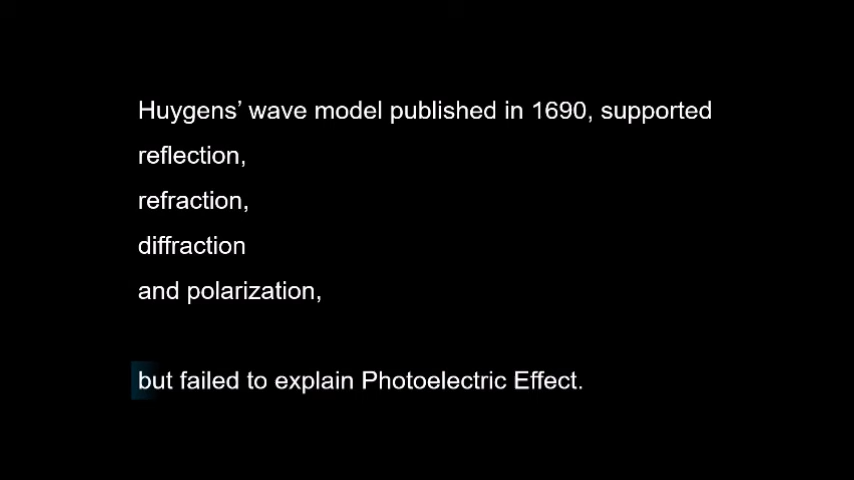 Huygens’ wave model published in 1690, supported
reflection,
refraction,
diffraction
and polarization,
but failed to explain Photoelectric Effect.